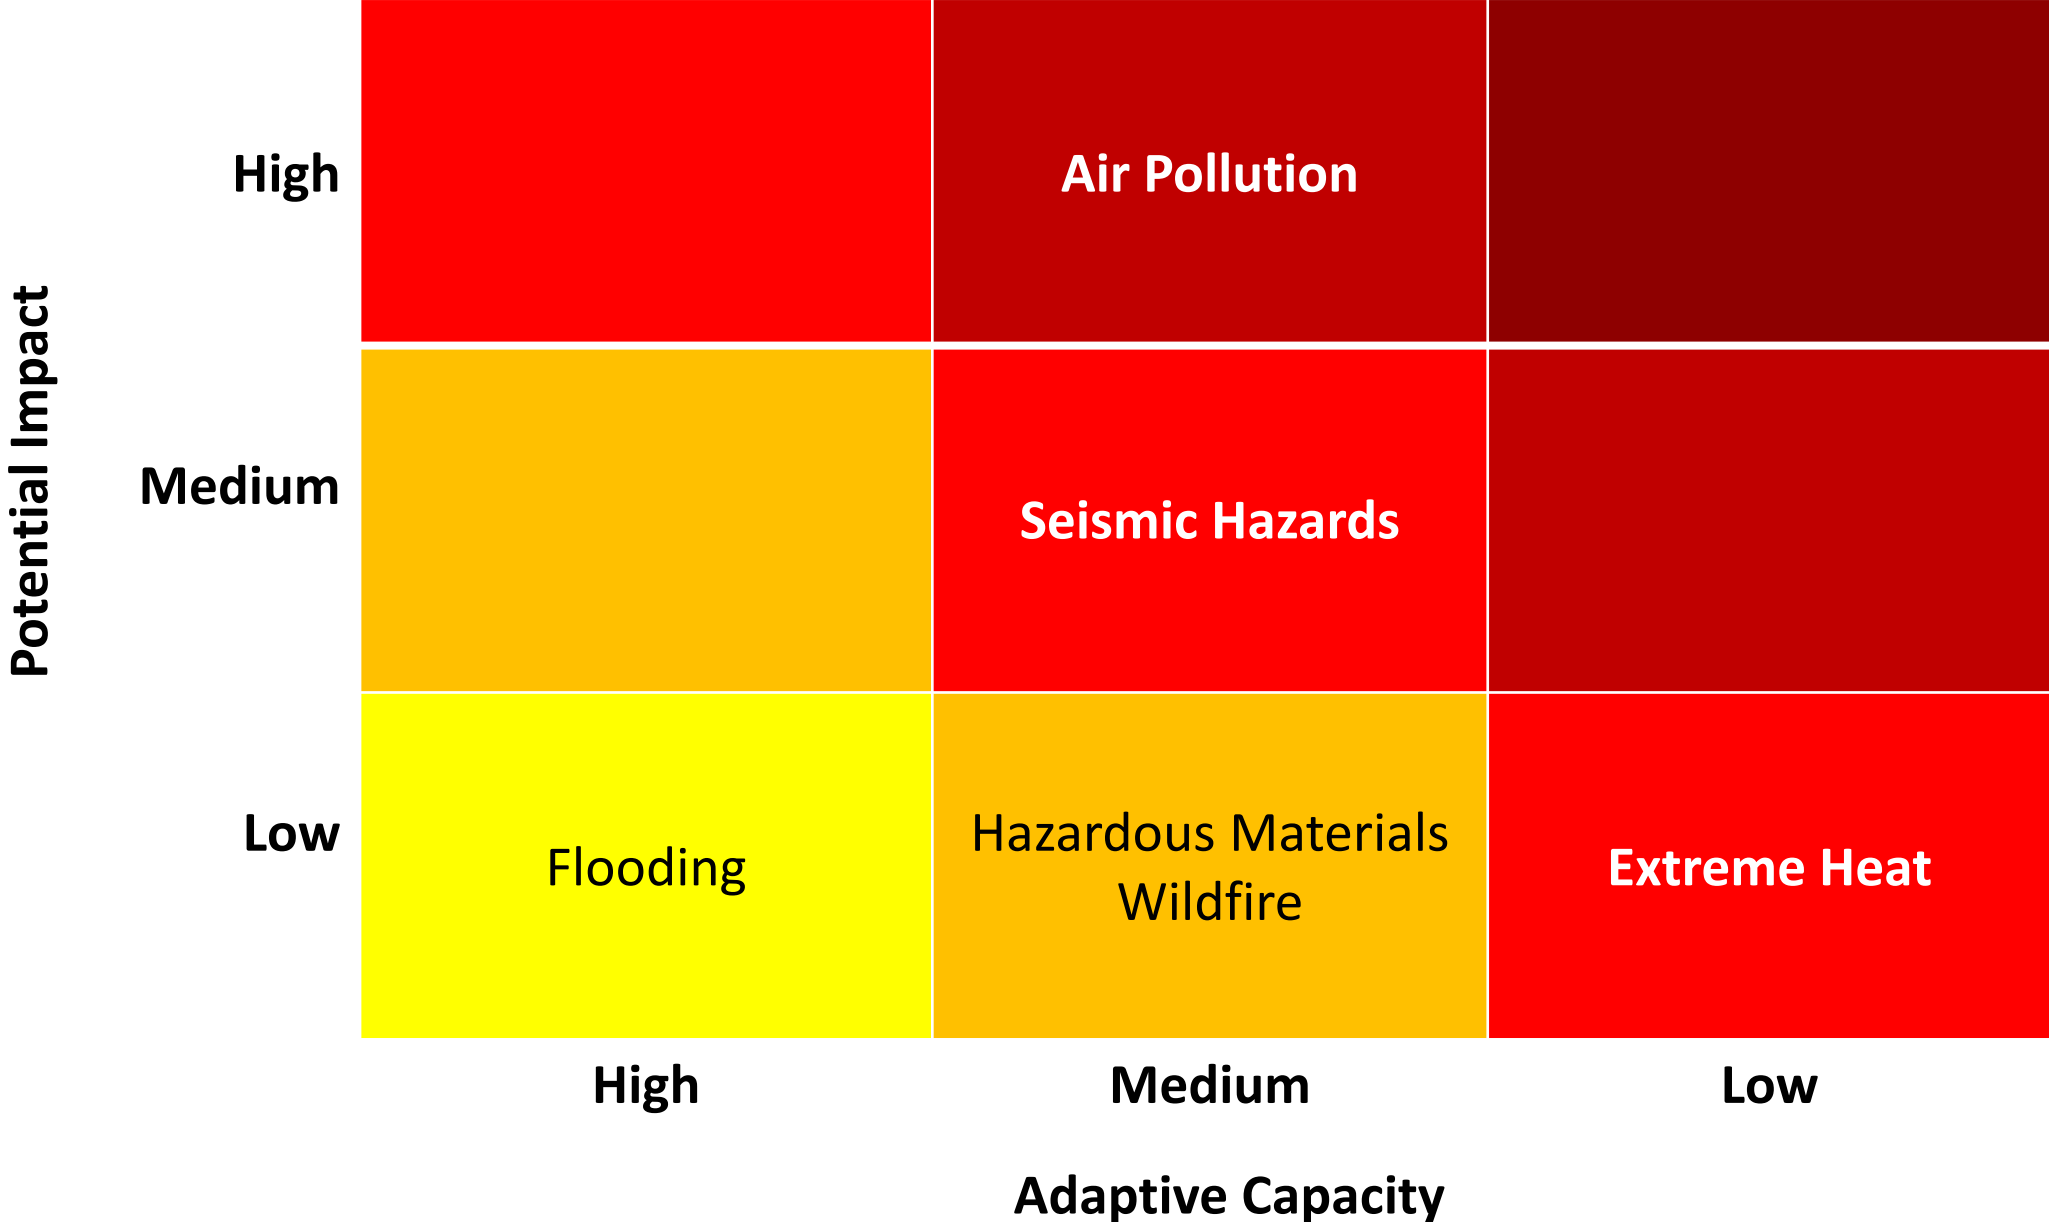 Potential Impact
High
Air Pollution
Medium
Seismic Hazards
Low
Flooding
Hazardous Materials
Wildfire
Extreme Heat
High
Medium
Low
Adaptive Capacity